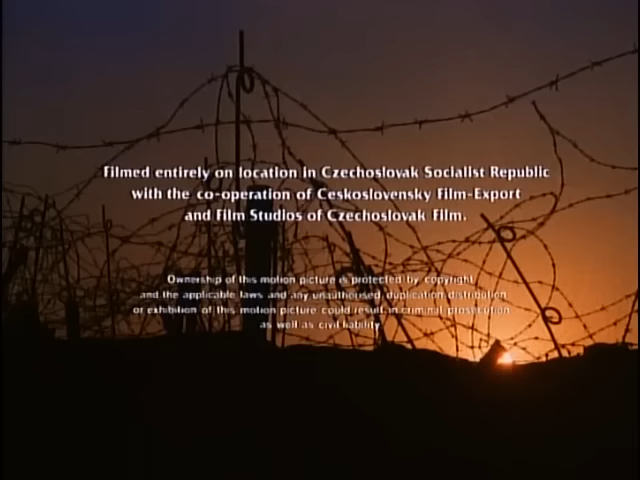 Filmed entirely on location in Czechoslovak Socialist Republic
with the co-operation of Ceskoslovensky Film-Export
and Film Studios of Czechoslovak Film.
Ownership of this motion picture is protected by copyright
and the applicable laws and any unauthorised duplication distribution
or exhibition of this motion picture could result in criminal prosecution
as well as civil liability